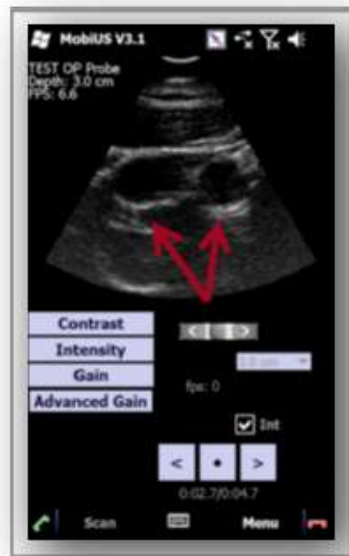 MobiUS V3.1
TEST OP Probe
Depth: 3.0 cm
FPS: 6.6
Contrast
Intensity
Gain
Advanced Gain
< >
fps: 0
Int
< • >
0:02.7/0:04.7
Scan Menu